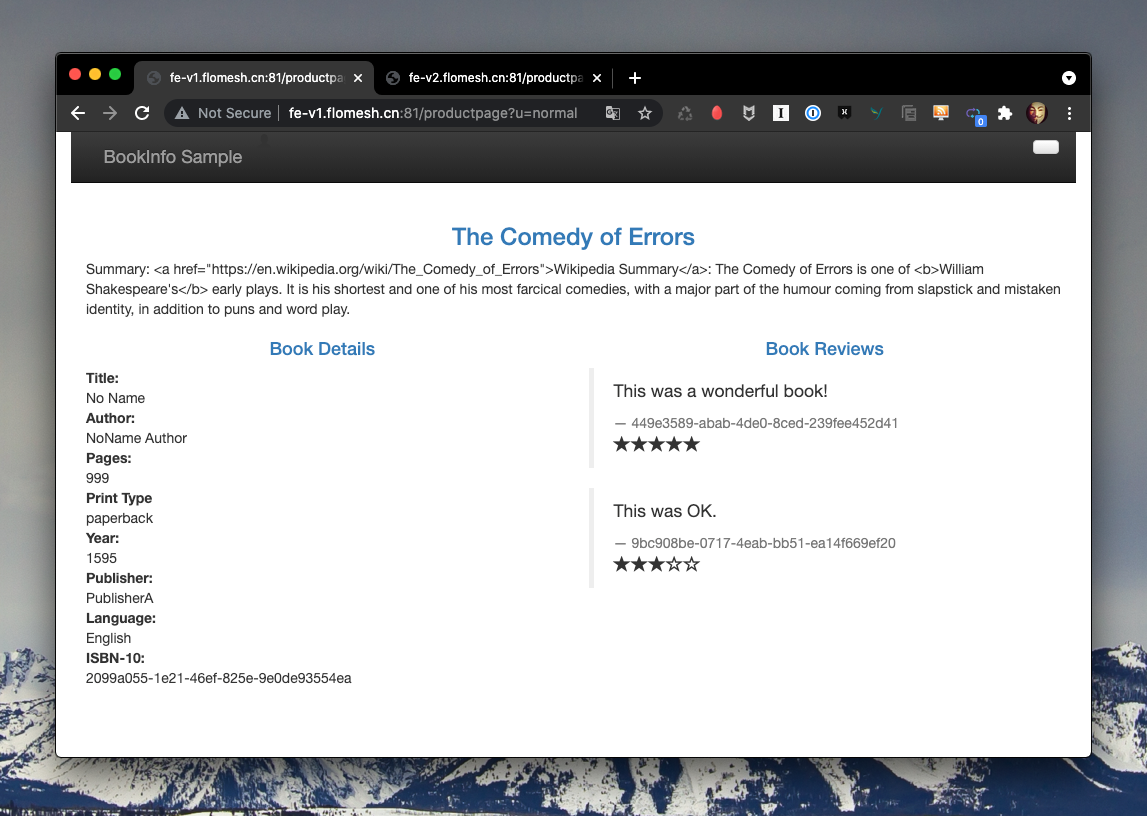 fe-v1.flomesh.cn:81/productpa
fe-v2.flomesh.cn:81/productpa
Not Secure
fe-v1.flomesh.cn:81/productpage?u=normal
0
BookInfo Sample
The Comedy of Errors
Summary: <a href="https://en.wikipedia.org/wiki/The_Comedy_of_Errors">Wikipedia Summary</a>: The Comedy of Errors is one of <b>William
Shakespeare's</b> early plays. It is his shortest and one of his most farcical comedies, with a major part of the humour coming from slapstick and mistaken
identity, in addition to puns and word play.
Book Details
Title:
No Name
Author:
NoName Author
Pages:
999
Print Type
paperback
Year:
1595
Publisher:
PublisherA
Language:
English
ISBN-10:
2099a055-1e21-46ef-825e-9e0de93554ea
Book Reviews
This was a wonderful book!
— 449e3589-abab-4de0-8ced-239fee452d41
★★★★★
This was OK.
— 9bc908be-0717-4eab-bb51-ea14f669ef20
★★★☆☆